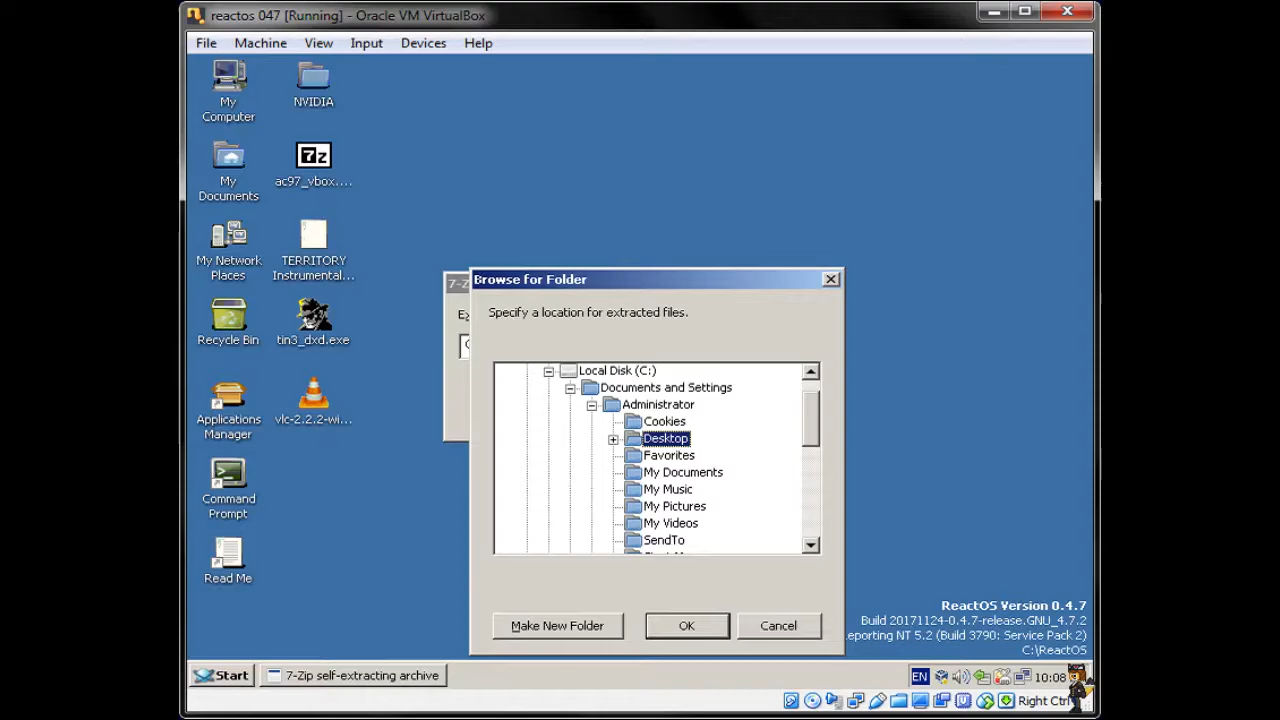 reactos 047 [Running] - Oracle VM VirtualBox
File Machine View Input Devices Help
My Computer
NVIDIA
7z
My Documents
ac97_vbox....
My Network Places
TERRITORY Instrumental...
Recycle Bin
tin3_dxd.exe
Applications Manager
vlc-2.2.2-wi...
Command Prompt
Read Me
7-Z
Ex
Browse for Folder
Specify a location for extracted files.
Local Disk (C:)
Documents and Settings
Administrator
Cookies
Desktop
Favorites
My Documents
My Music
My Pictures
My Videos
SendTo
Make New Folder
OK
Cancel
ReactOS Version 0.4.7
Build 20171124-0.4.7-release.GNU_4.7.2
eporting NT 5.2 (Build 3790: Service Pack 2)
C:\ReactOS
Start
7-Zip self-extracting archive
EN
10:08
Right Ctrl